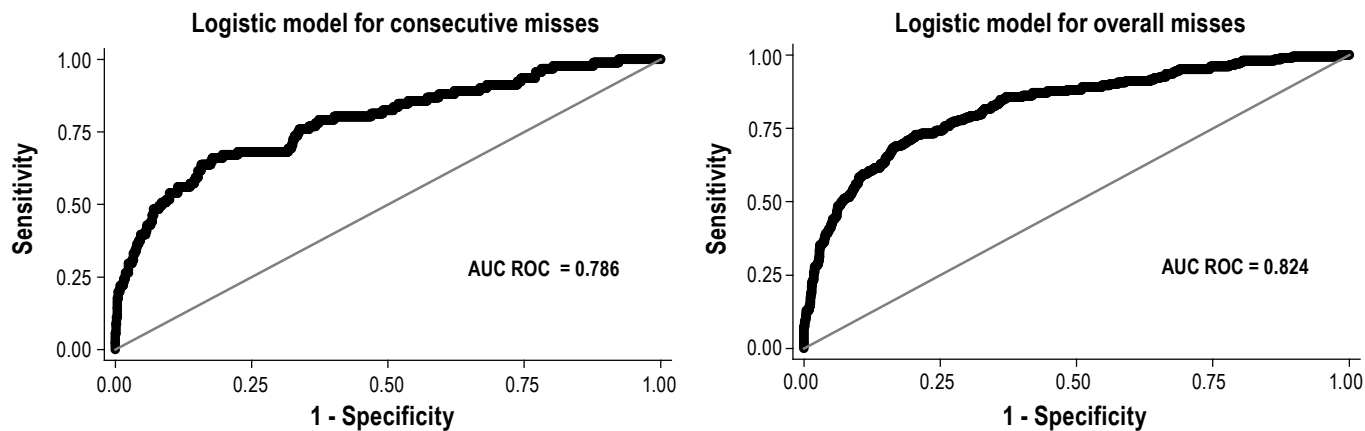 Logistic model for consecutive misses
1.00
0.75
0.50
0.25
0.00
Sensitivity
AUC ROC = 0.786
0.00 0.25 0.50 0.75 1.00
1 - Specificity
Logistic model for overall misses
1.00
0.75
0.50
0.25
0.00
Sensitivity
AUC ROC = 0.824
0.00 0.25 0.50 0.75 1.00
1 - Specificity